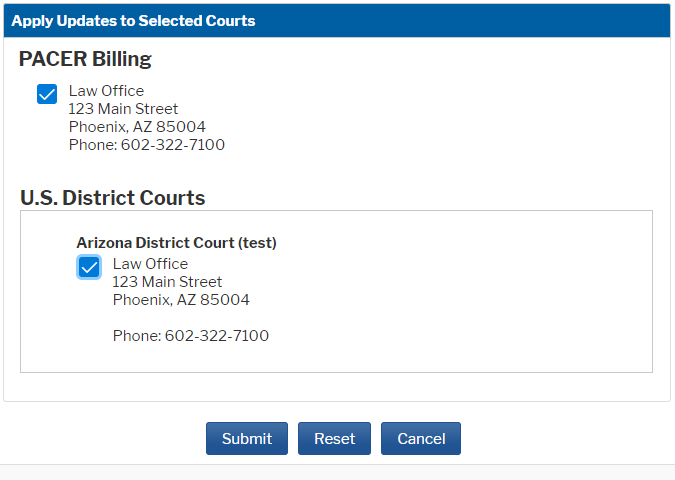 Apply Updates to Selected Courts
PACER Billing
Law Office
123 Main Street
Phoenix, AZ 85004
Phone: 602-322-7100
U.S. District Courts
Arizona District Court (test)
Law Office
123 Main Street
Phoenix, AZ 85004
Phone: 602-322-7100
Submit
Reset
Cancel